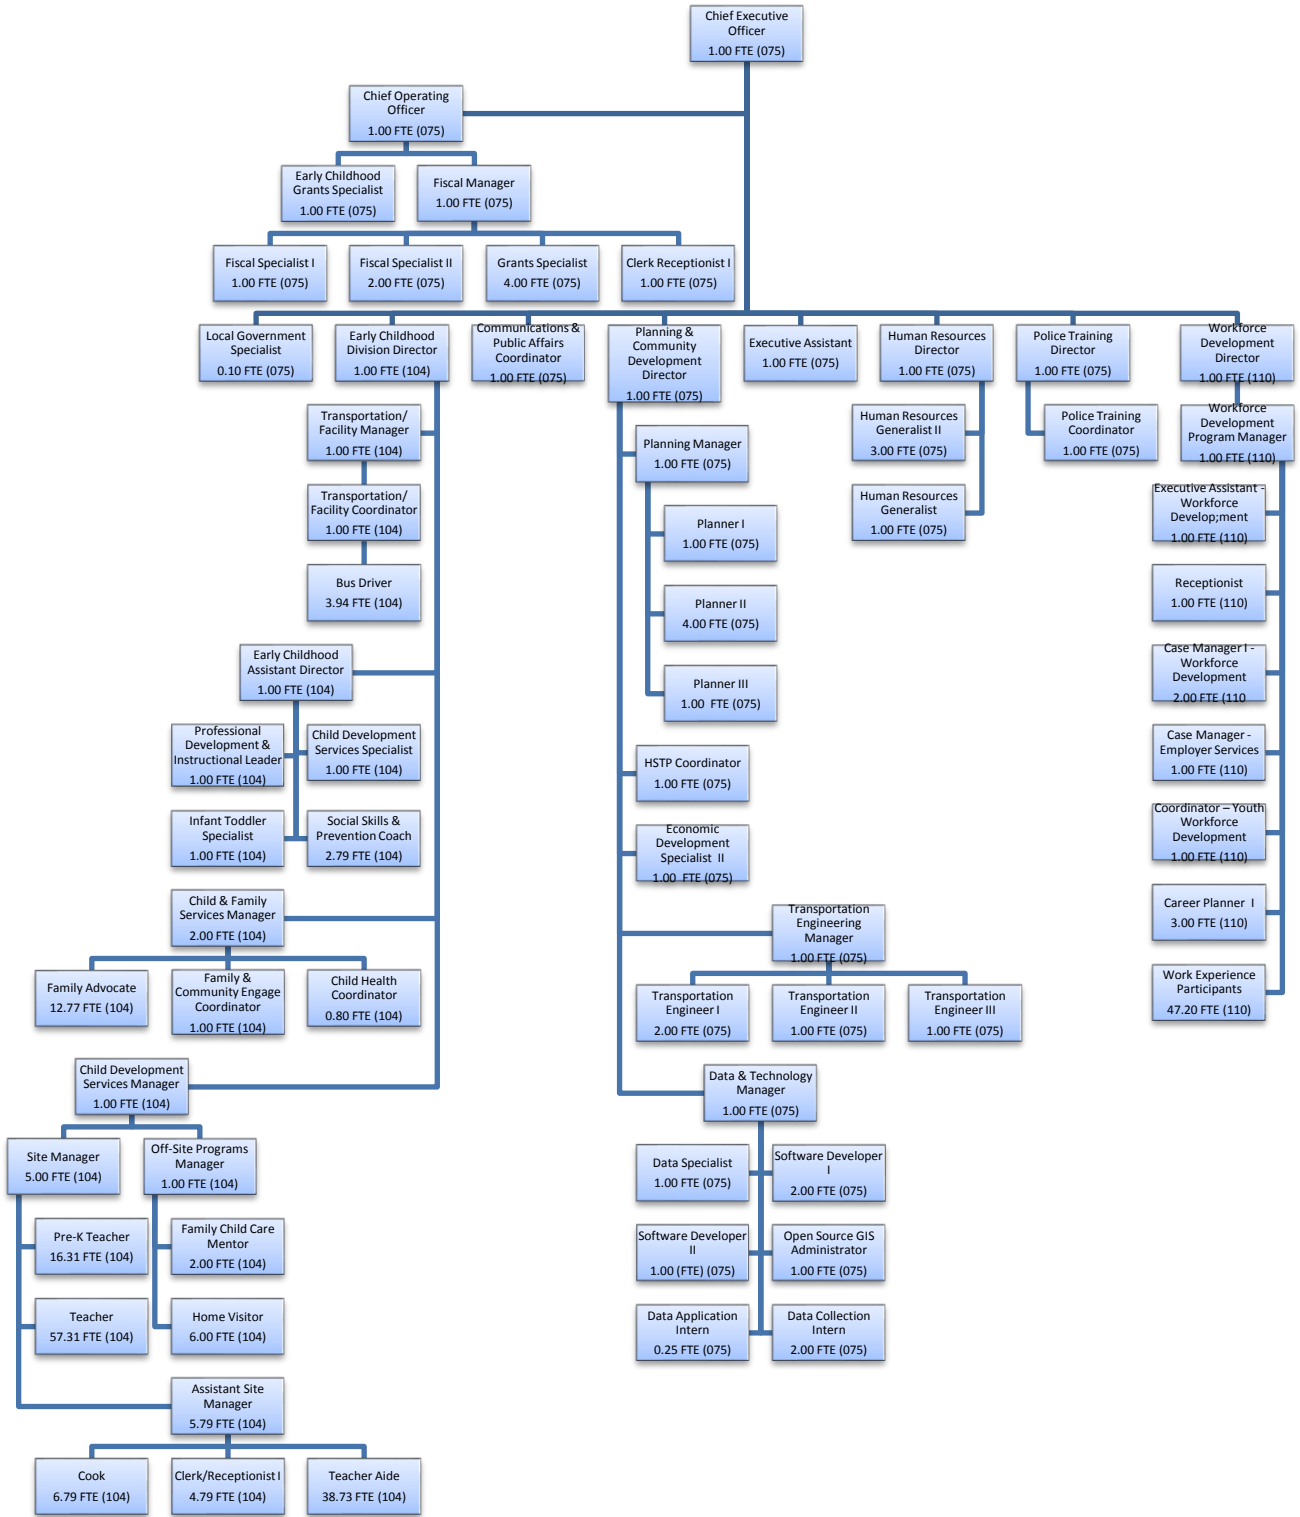 Chief Executive
Officer
1.00 FTE (075)
Chief Operating
Officer
1.00 FTE (075)
Early Childhood
Grants Specialist
1.00 FTE (075)
Fiscal Manager
1.00 FTE (075)
Fiscal Specialist I
1.00 FTE (075)
Fiscal Specialist II
2.00 FTE (075)
Grants Specialist
4.00 FTE (075)
Clerk Receptionist I
1.00 FTE (075)
Local Government
Specialist
0.10 FTE (075)
Early Childhood
Division Director
1.00 FTE (104)
Communications &
Public Affairs
Coordinator
1.00 FTE (075)
Planning &
Community
Development
Director
1.00 FTE (075)
Executive Assistant
1.00 FTE (075)
Human Resources
Director
1.00 FTE (075)
Police Training
Director
1.00 FTE (075)
Workforce
Development
Director
1.00 FTE (110)
Transportation/
Facility Manager
1.00 FTE (104)
Transportation/
Facility Coordinator
1.00 FTE (104)
Bus Driver
3.94 FTE (104)
Early Childhood
Assistant Director
1.00 FTE (104)
Professional
Development &
Instructional Leader
1.00 FTE (104)
Child Development
Services Specialist
1.00 FTE (104)
Infant Toddler
Specialist
1.00 FTE (104)
Social Skills &
Prevention Coach
2.79 FTE (104)
Child & Family
Services Manager
2.00 FTE (104)
Family Advocate
12.77 FTE (104)
Family &
Community Engage
Coordinator
1.00 FTE (104)
Child Health
Coordinator
0.80 FTE (104)
Child Development
Services Manager
1.00 FTE (104)
Site Manager
5.00 FTE (104)
Off-Site Programs
Manager
1.00 FTE (104)
Pre-K Teacher
16.31 FTE (104)
Family Child Care
Mentor
2.00 FTE (104)
Teacher
57.31 FTE (104)
Home Visitor
6.00 FTE (104)
Assistant Site
Manager
5.79 FTE (104)
Cook
6.79 FTE (104)
Clerk/Receptionist I
4.79 FTE (104)
Teacher Aide
38.73 FTE (104)
Planning Manager
1.00 FTE (075)
Planner I
1.00 FTE (075)
Planner II
4.00 FTE (075)
Planner III
1.00 FTE (075)
HSTP Coordinator
1.00 FTE (075)
Economic
Development
Specialist II
1.00 FTE (075)
Transportation
Engineering
Manager
1.00 FTE (075)
Transportation
Engineer I
2.00 FTE (075)
Transportation
Engineer II
1.00 FTE (075)
Transportation
Engineer III
1.00 FTE (075)
Data & Technology
Manager
1.00 FTE (075)
Data Specialist
1.00 FTE (075)
Software Developer
I
2.00 FTE (075)
Software Developer
II
1.00 (FTE) (075)
Open Source GIS
Administrator
1.00 FTE (075)
Data Application
Intern
0.25 FTE (075)
Data Collection
Intern
2.00 FTE (075)
Human Resources
Generalist II
3.00 FTE (075)
Human Resources
Generalist
1.00 FTE (075)
Police Training
Coordinator
1.00 FTE (075)
Workforce
Development
Program Manager
1.00 FTE (110)
Executive Assistant -
Workforce
Develop;ment
1.00 FTE (110)
Receptionist
1.00 FTE (110)
Case Manager I -
Workforce
Development
2.00 FTE (110
Case Manager -
Employer Services
1.00 FTE (110)
Coordinator – Youth
Workforce
Development
1.00 FTE (110)
Career Planner I
3.00 FTE (110)
Work Experience
Participants
47.20 FTE (110)